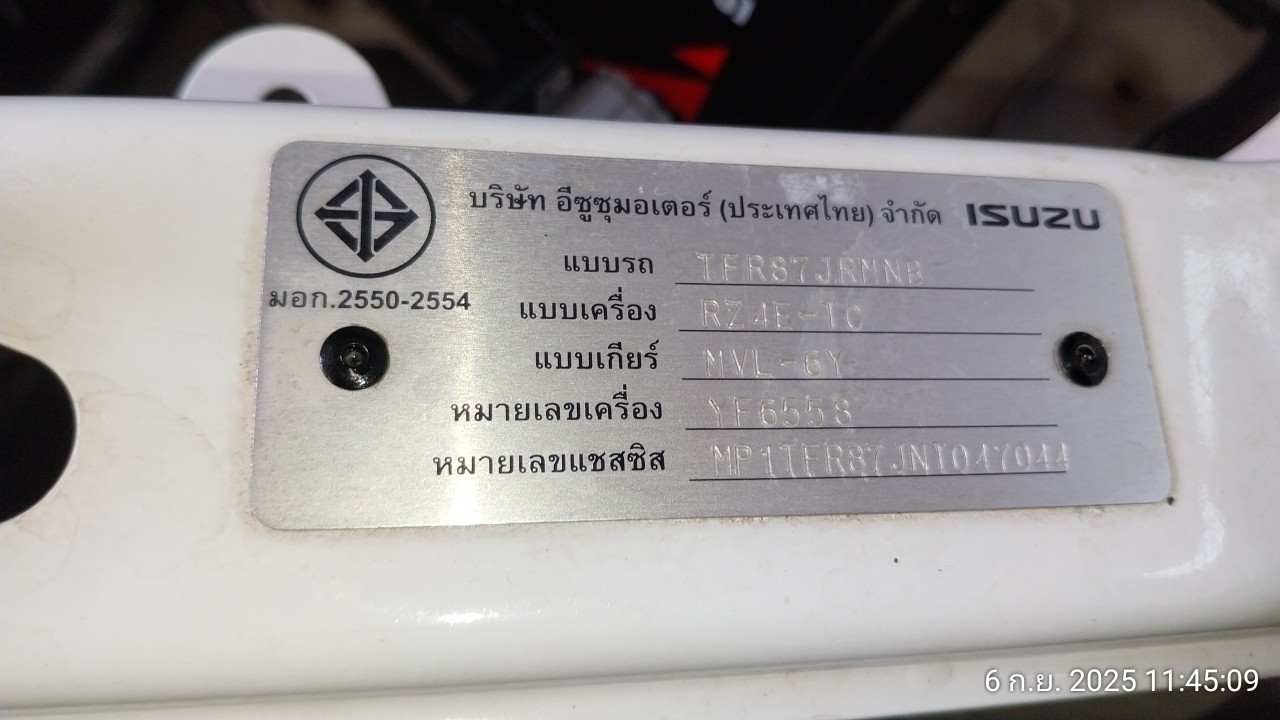 บริษัท อีซูซุมอเตอร์ (ประเทศไทย) จำกัด ISUZU
มอก.2550-2554
แบบรถ TFR87JRMNB
แบบเครื่อง RZ4E-TC
แบบเกียร์ MVL-6Y
หมายเลขเครื่อง YF6558
หมายเลขแชสซิส MP1TFR87JNT047044
6 ก.ย. 2025 11:45:09